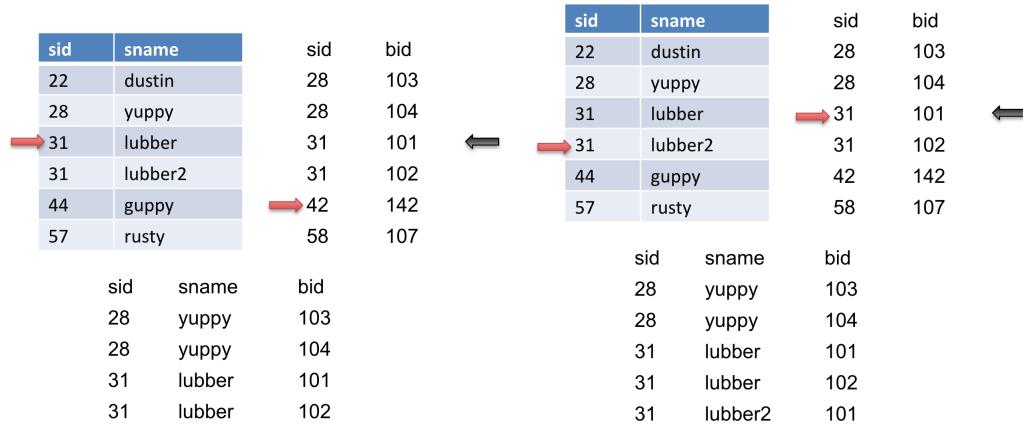 sid sname
22 dustin
28 yuppy
31 lubber
31 lubber2
44 guppy
57 rusty
sid bid
28 103
28 104
31 101
31 102
42 142
58 107
sid sname bid
28 yuppy 103
28 yuppy 104
31 lubber 101
31 lubber 102
sid sname
22 dustin
28 yuppy
31 lubber
31 lubber2
44 guppy
57 rusty
sid bid
28 103
28 104
31 101
31 102
42 142
58 107
sid sname bid
28 yuppy 103
28 yuppy 104
31 lubber 101
31 lubber 102
31 lubber2 101